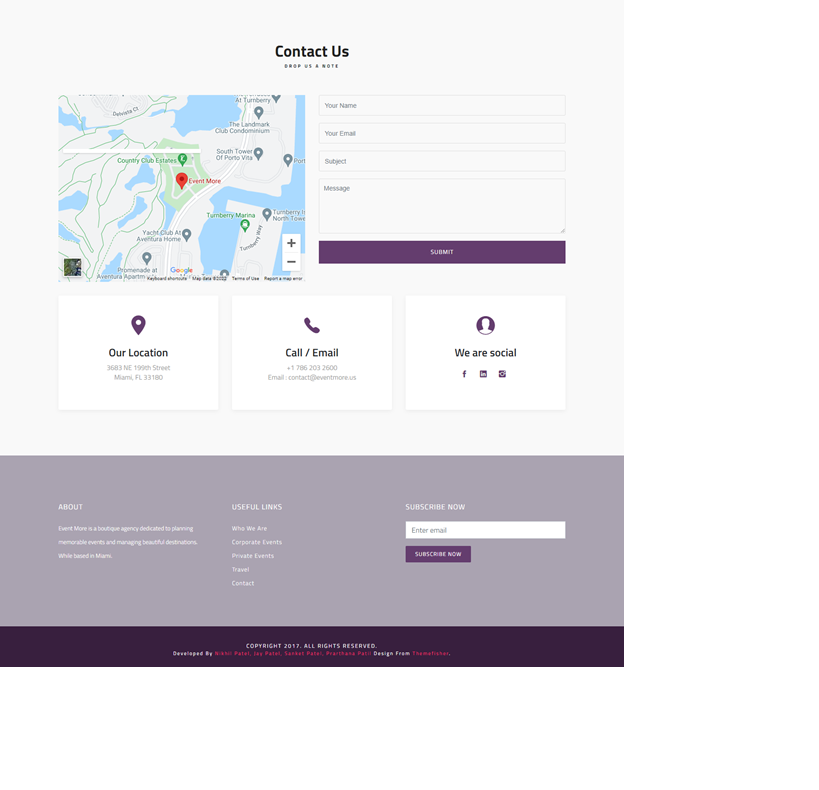 Contact Us
DROP US A NOTE
Delvista Ct
At Turnberry
The Landmark
Club Condominium
South Tower
Of Porto Vita
Port
Country Club Estates
Event More
Turnberry Marina
Turnberry
North Tower
Turnberry Way
Yacht Club At
Aventura Home
Promenade at
Aventura Apartm
Google
Keyboard shortcuts
Map data ©2022
Terms of Use
Report a map error
Your Name
Your Email
Subject
Message
SUBMIT
Our Location
3683 NE 199th Street
Miami, FL 33180
Call / Email
+1 786 203 2600
Email : contact@eventmore.us
We are social
ABOUT
Event More is a boutique agency dedicated to planning
memorable events and managing beautiful destinations.
While based in Miami.
USEFUL LINKS
Who We Are
Corporate Events
Private Events
Travel
Contact
SUBSCRIBE NOW
Enter email
SUBSCRIBE NOW
COPYRIGHT 2017. ALL RIGHTS RESERVED.
Developed By Nikhil Patel, Jay Patel, Sanket Patel, Prarthana Patil Design From Themefisher.